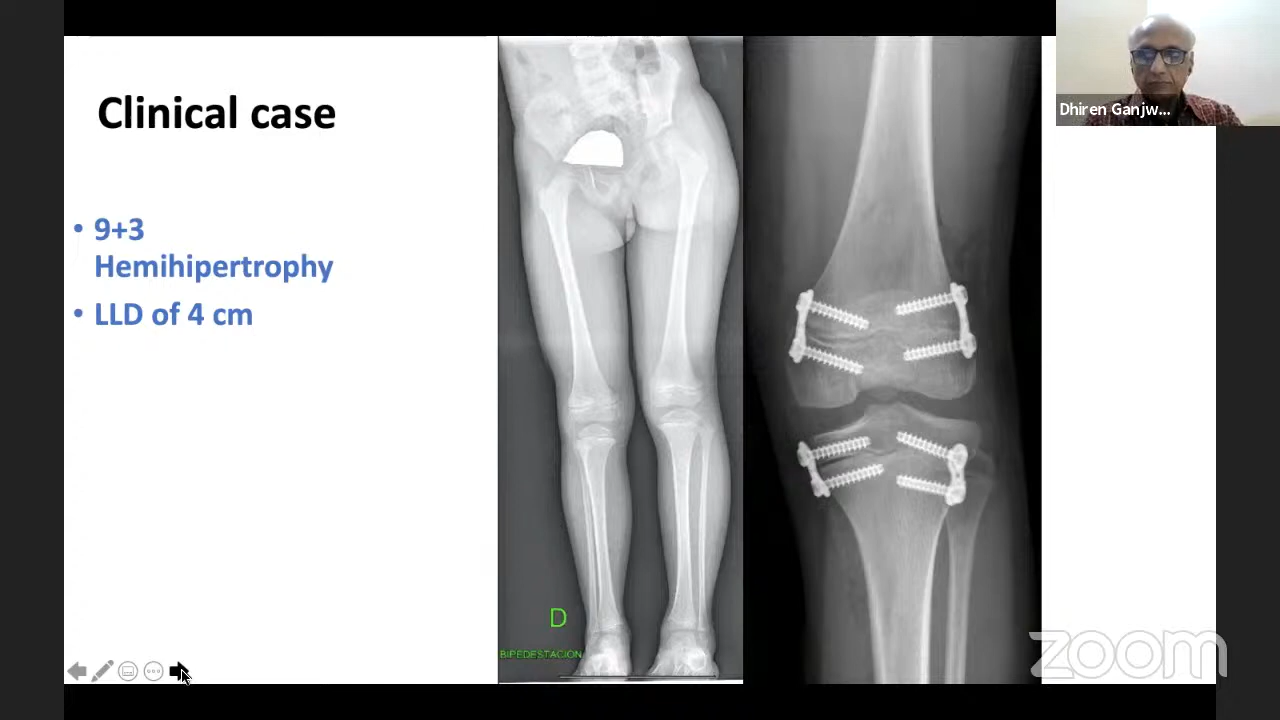 Dhiren Ganjw...
Clinical case
• 9+3
Hemihipertrophy
• LLD of 4 cm
D
BIPEDESTACION
zoom